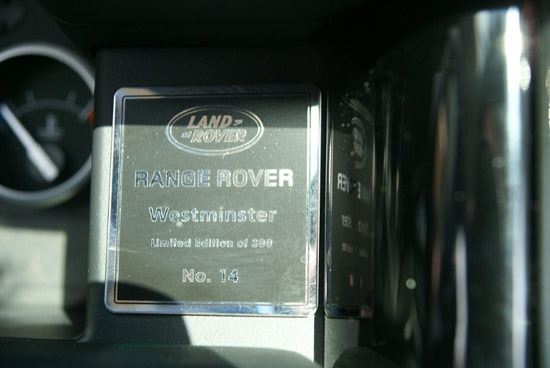 LAND-
-ROVER
RANGE ROVER
Westminster
Limited Edition of 300
No. 14